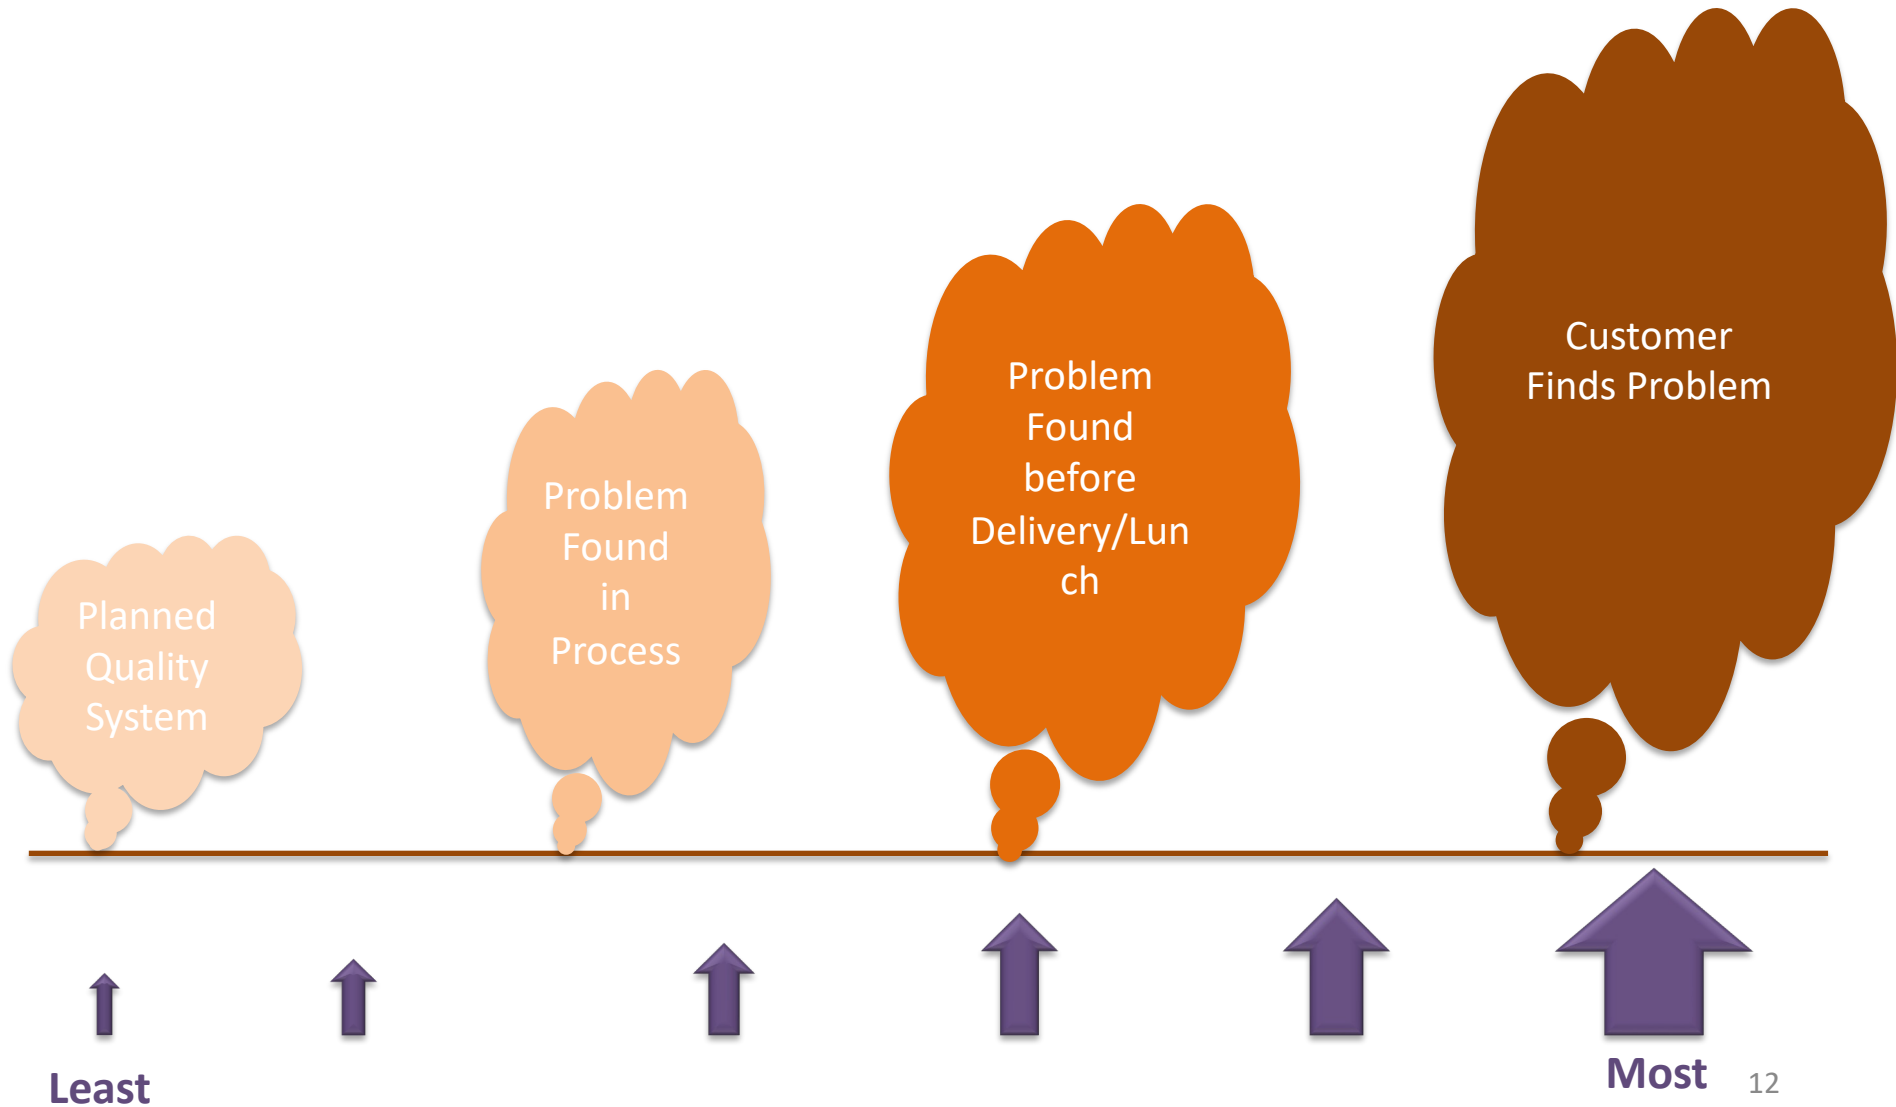 Planned
Quality
System
Problem
Found
in
Process
Problem
Found
before
Delivery/Lun
ch
Customer
Finds Problem
Least
Most
12